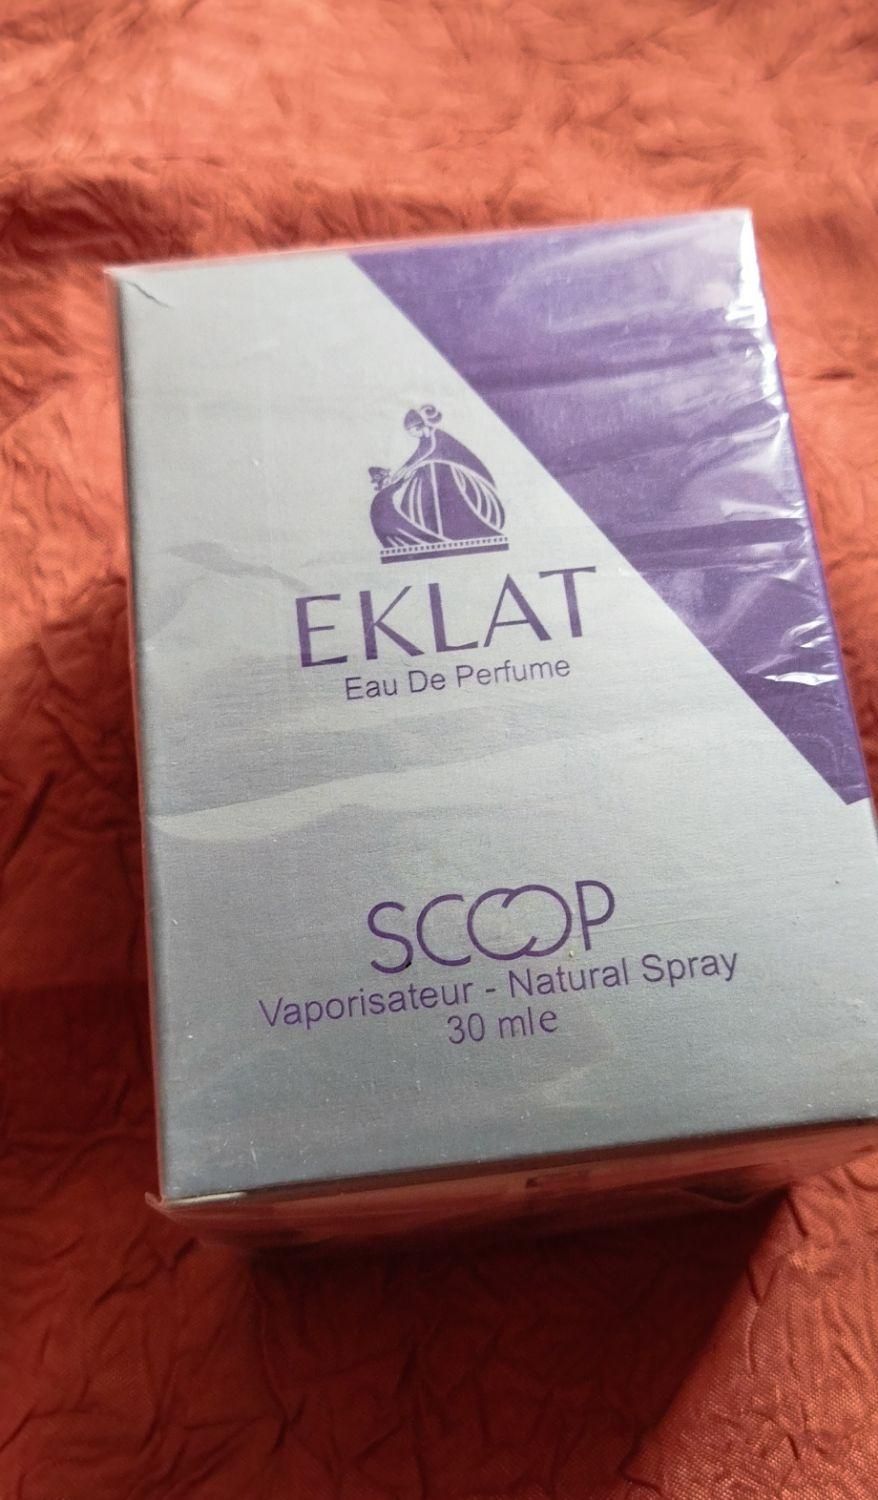 EKLAT
Eau De Perfume
SCOOP
Vaporisateur - Natural Spray
30 mle